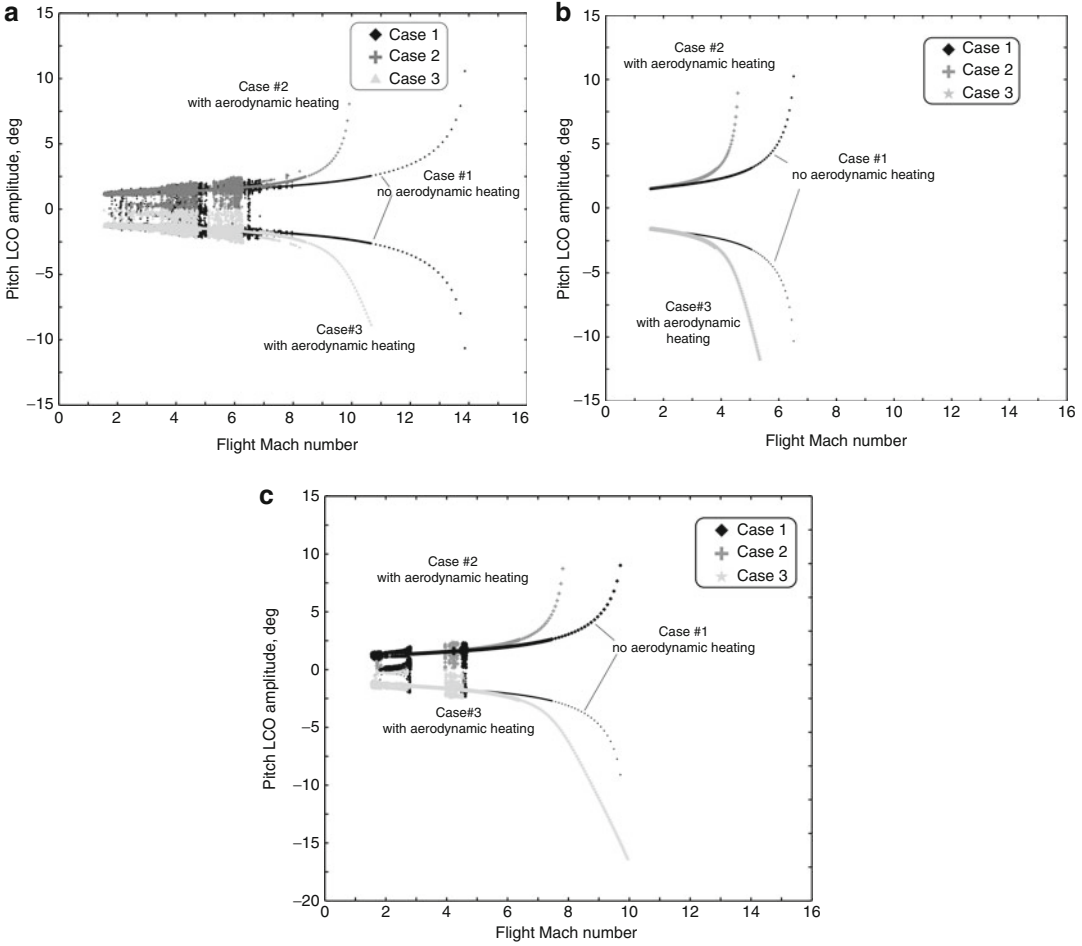 a
15
10
5
0
−5
−10
−15
0 2 4 6 8 10 12 14 16
Pitch LCO amplitude, deg
Flight Mach number
Case 1
Case 2
Case 3
Case #2
with aerodynamic heating
Case #1
no aerodynamic heating
Case#3
with aerodynamic heating
b
15
10
5
0
−5
−10
−15
0 2 4 6 8 10 12 14 16
Pitch LCO amplitude, deg
Flight Mach number
Case 1
Case 2
Case 3
Case #2
with aerodynamic heating
Case #1
no aerodynamic heating
Case#3
with aerodynamic
heating
c
15
10
5
0
−5
−10
−15
−20
0 2 4 6 8 10 12 14 16
Pitch LCO amplitude, deg
Flight Mach number
Case 1
Case 2
Case 3
Case #2
with aerodynamic heating
Case #1
no aerodynamic heating
Case#3
with aerodynamic heating